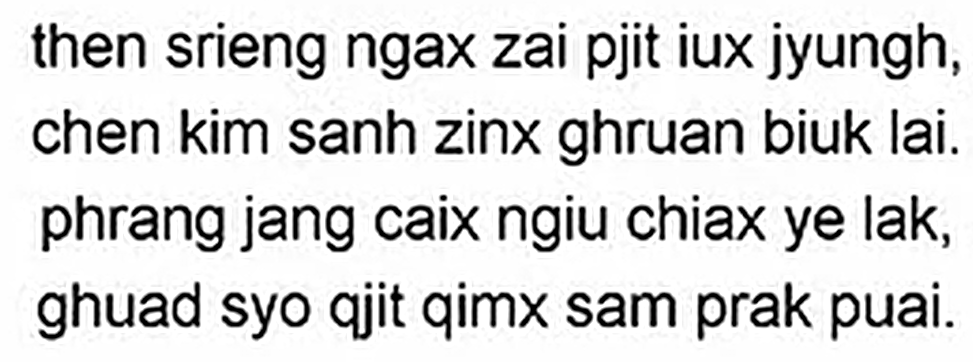 then srieng ngax zai pjit iux jyungh,
chen kim sanh zinx ghruan biuk lai.
phrang jang caix ngiu chiax ye lak,
ghuad syo qjit qimx sam prak puai.